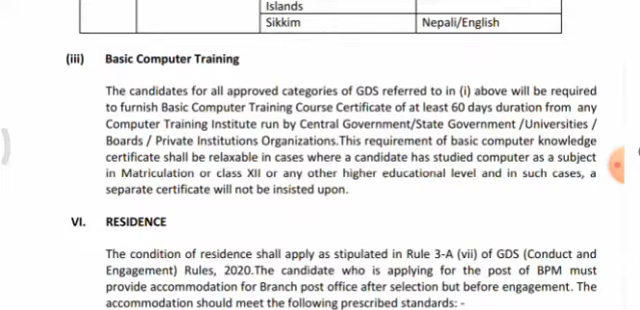 Islands
Sikkim Nepali/English
(iii) Basic Computer Training
The candidates for all approved categories of GDS referred to in (i) above will be required
to furnish Basic Computer Training Course Certificate of at least 60 days duration from any
Computer Training Institute run by Central Government/State Government /Universities /
Boards / Private Institutions Organizations.This requirement of basic computer knowledge
certificate shall be relaxable in cases where a candidate has studied computer as a subject
in Matriculation or class XII or any other higher educational level and in such cases, a
separate certificate will not be insisted upon.
VI. RESIDENCE
The condition of residence shall apply as stipulated in Rule 3-A (vii) of GDS (Conduct and
Engagement) Rules, 2020.The candidate who is applying for the post of BPM must
provide accommodation for Branch post office after selection but before engagement. The
accommodation should meet the following prescribed standards: -